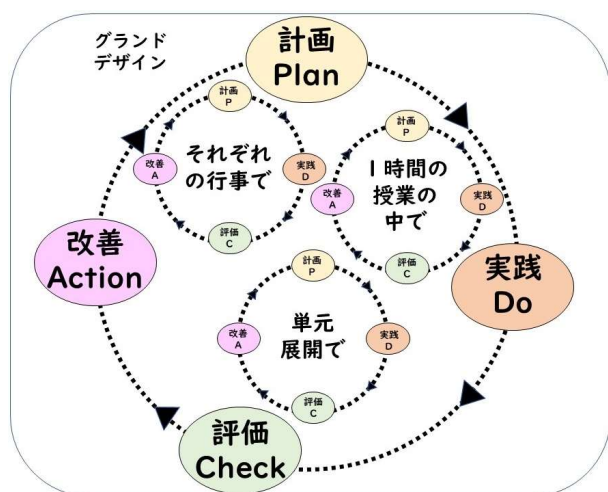 グランド
デザイン
計画
Plan
計画
P
改善
A
それぞれ
の行事で
実践
D
評価
C
計画
P
改善
A
1時間の
授業の
中で
実践
D
評価
C
改善
Action
実践
Do
計画
P
改善
A
単元
展開で
実践
D
評価
C
評価
Check